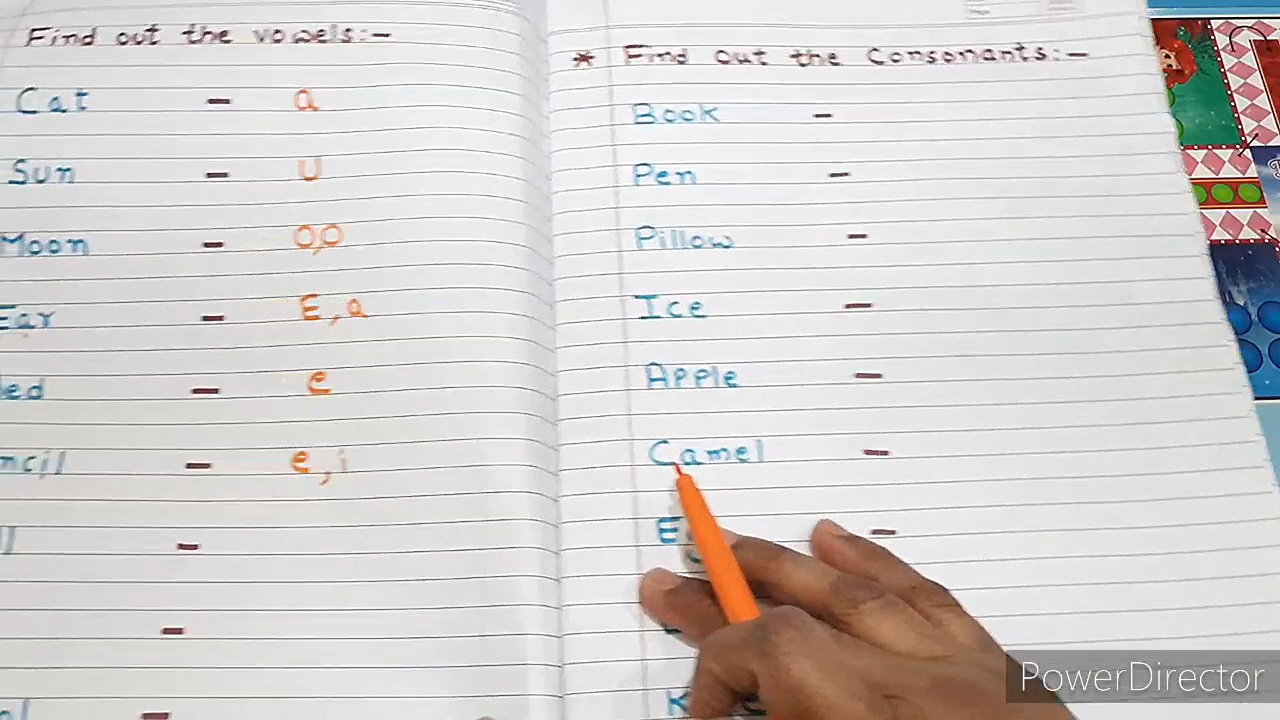 Find out the vowels:-
Cat - a
Sun - U
Moon - O,O
Ear - E,a
- e
- e,i
-
-
-
* Find out the Consonants:-
Book -
Pen -
Pillow -
Ice -
Apple -
Camel -
-
PowerDirector